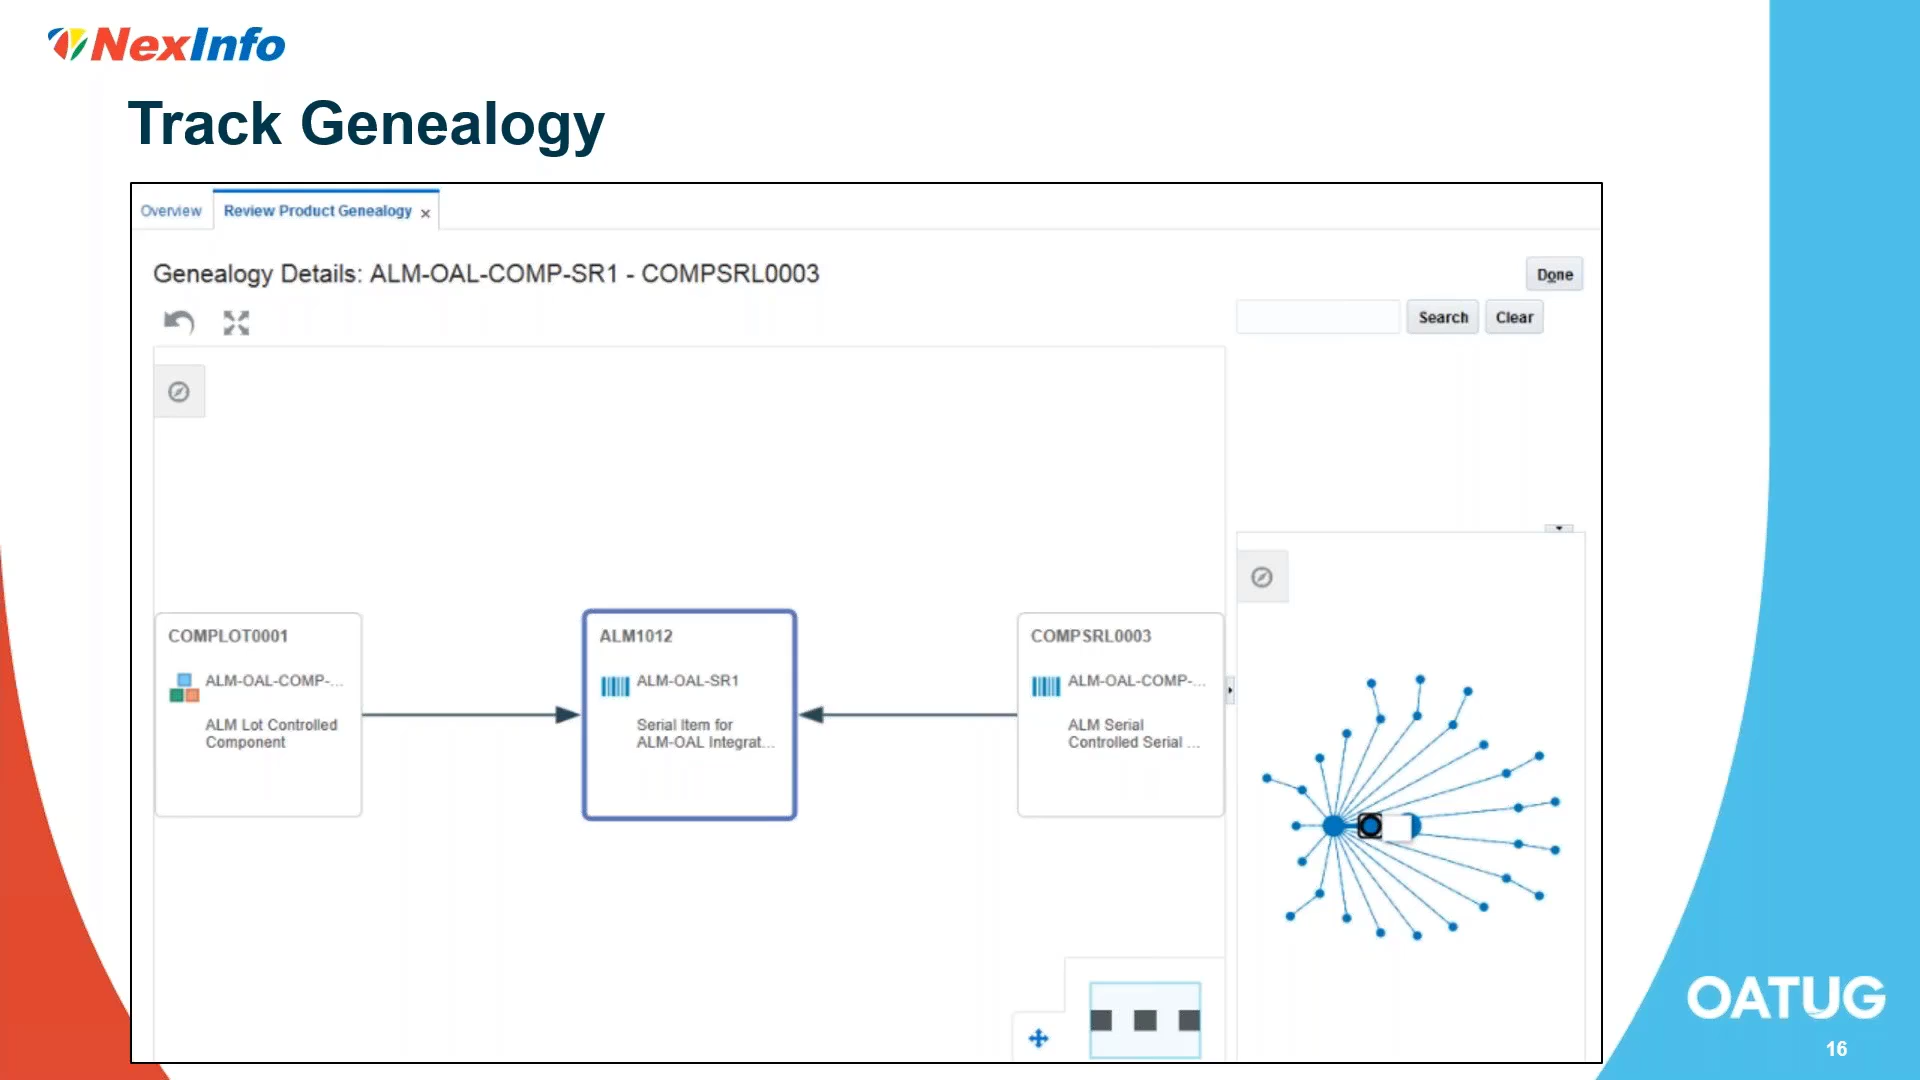 NexInfo
Track Genealogy
Overview
Review Product Genealogy x
Genealogy Details: ALM-OAL-COMP-SR1 - COMPSRL0003
Done
Search
Clear
COMPLOT0001
ALM-OAL-COMP-...
ALM Lot Controlled
Component
ALM1012
ALM-OAL-SR1
Serial Item for
ALM-OAL Integrat...
COMPSRL0003
ALM-OAL-COMP-...
ALM Serial
Controlled Serial ...
OATUG
16